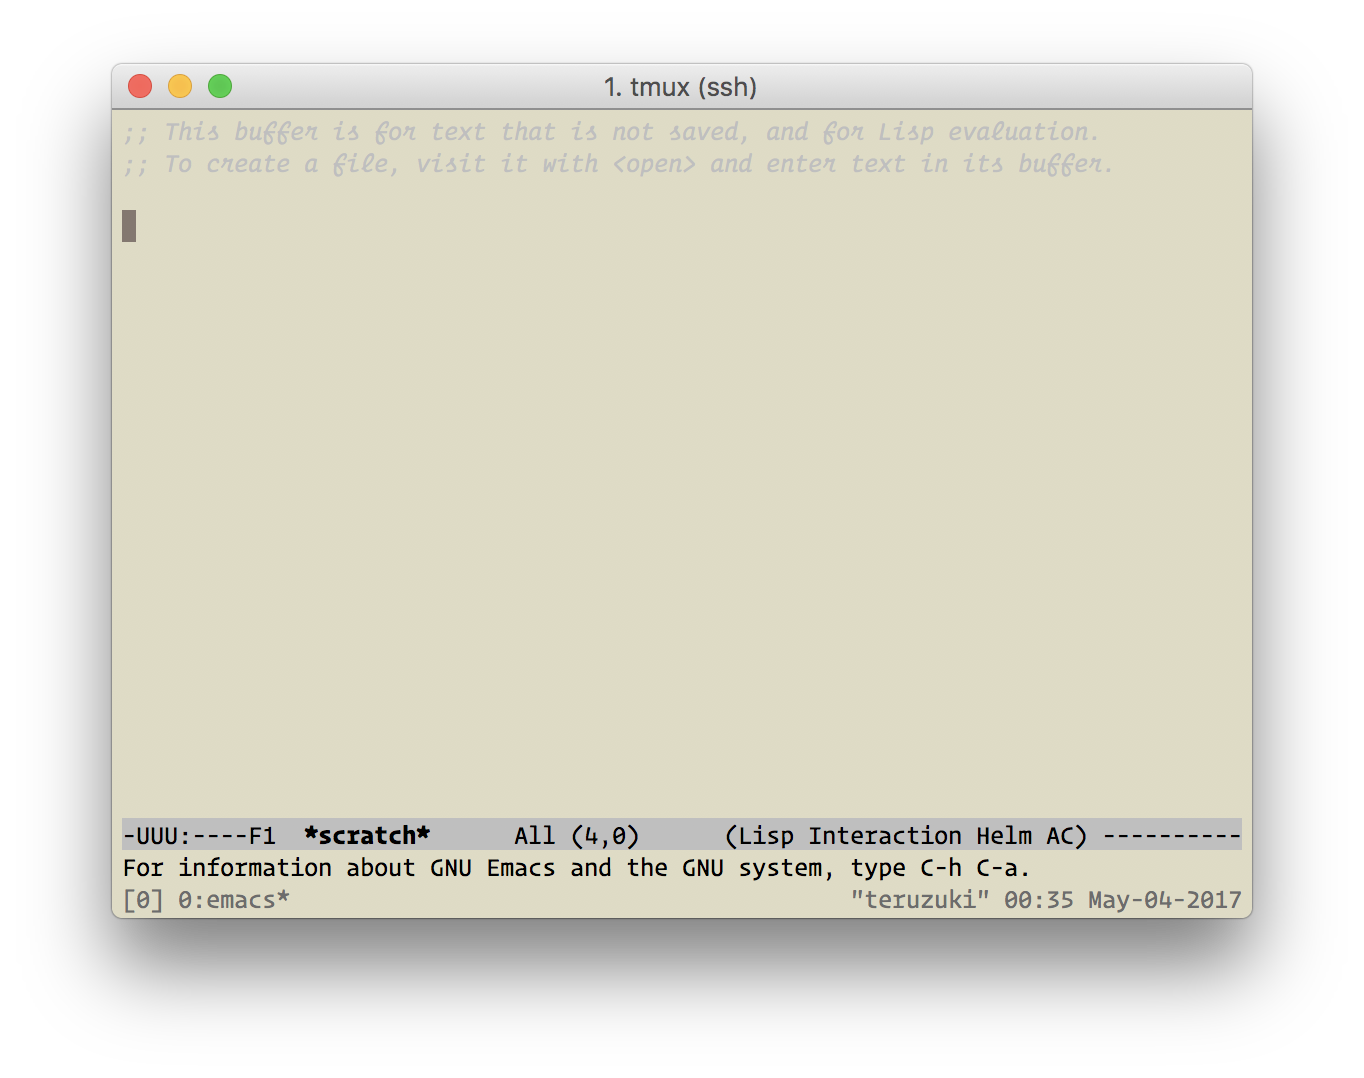 1. tmux (ssh)
;; This buffer is for text that is not saved, and for Lisp evaluation.
;; To create a file, visit it with <open> and enter text in its buffer.
-UUU:----F1  *scratch*      All (4,0)      (Lisp Interaction Helm AC) ----------
For information about GNU Emacs and the GNU system, type C-h C-a.
[0] 0:emacs*                                        "teruzuki" 00:35 May-04-2017